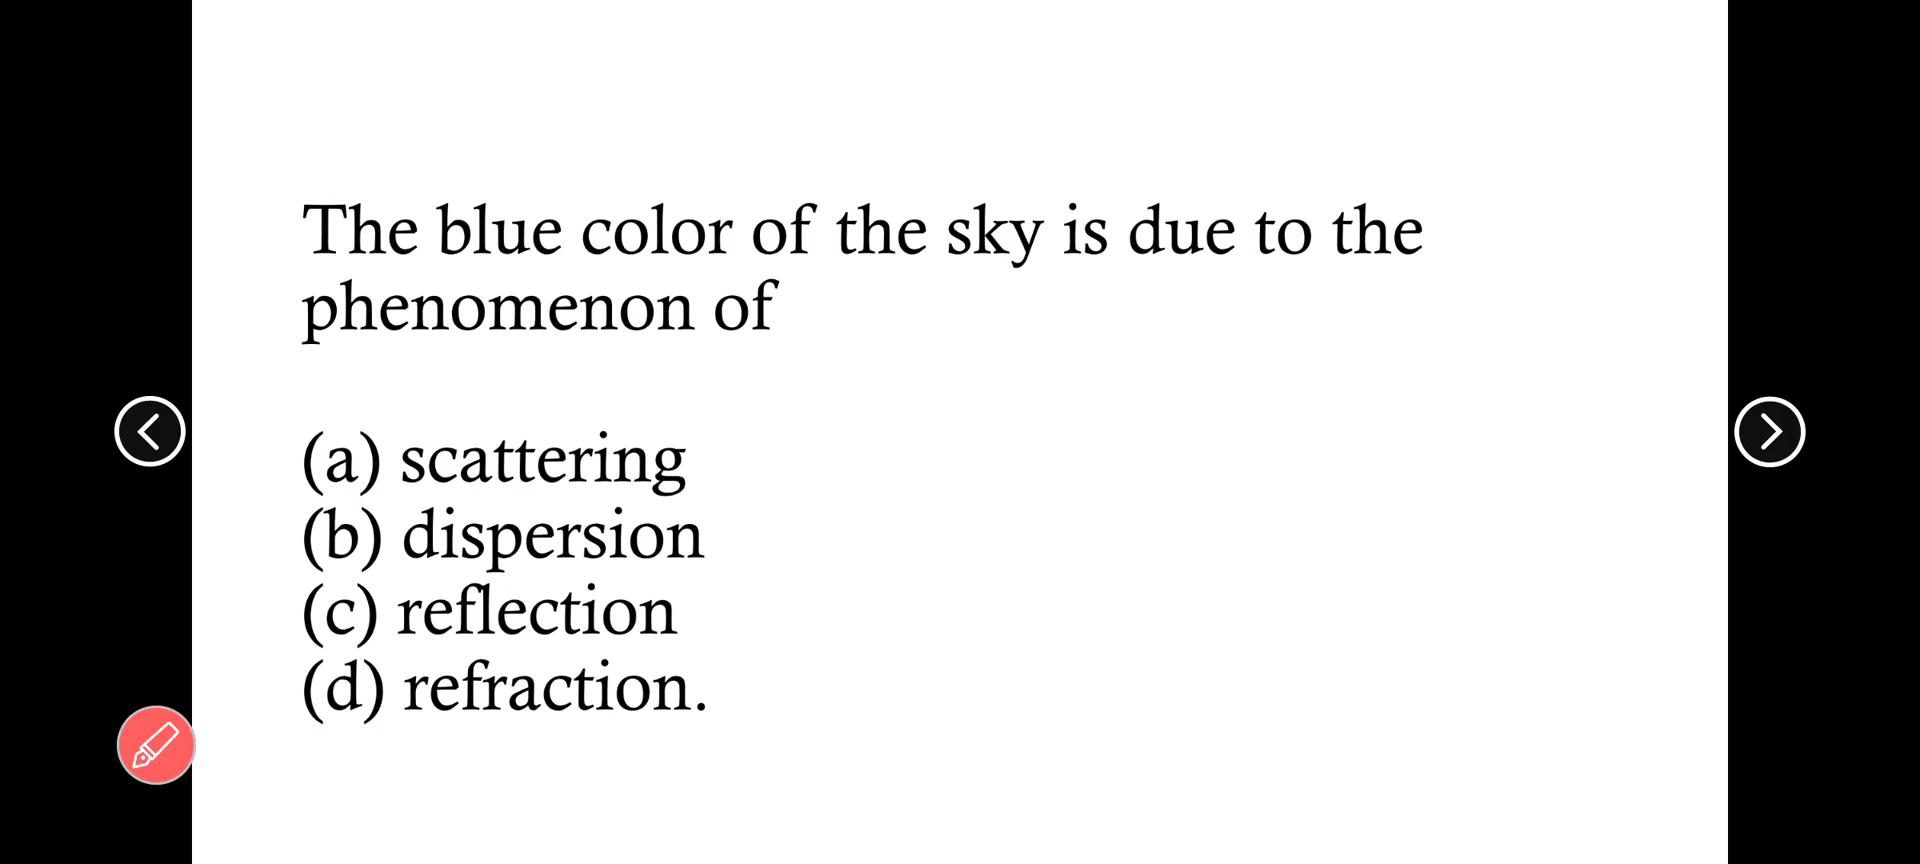 The blue color of the sky is due to the
phenomenon of
(a) scattering
(b) dispersion
(c) reflection
(d) refraction.